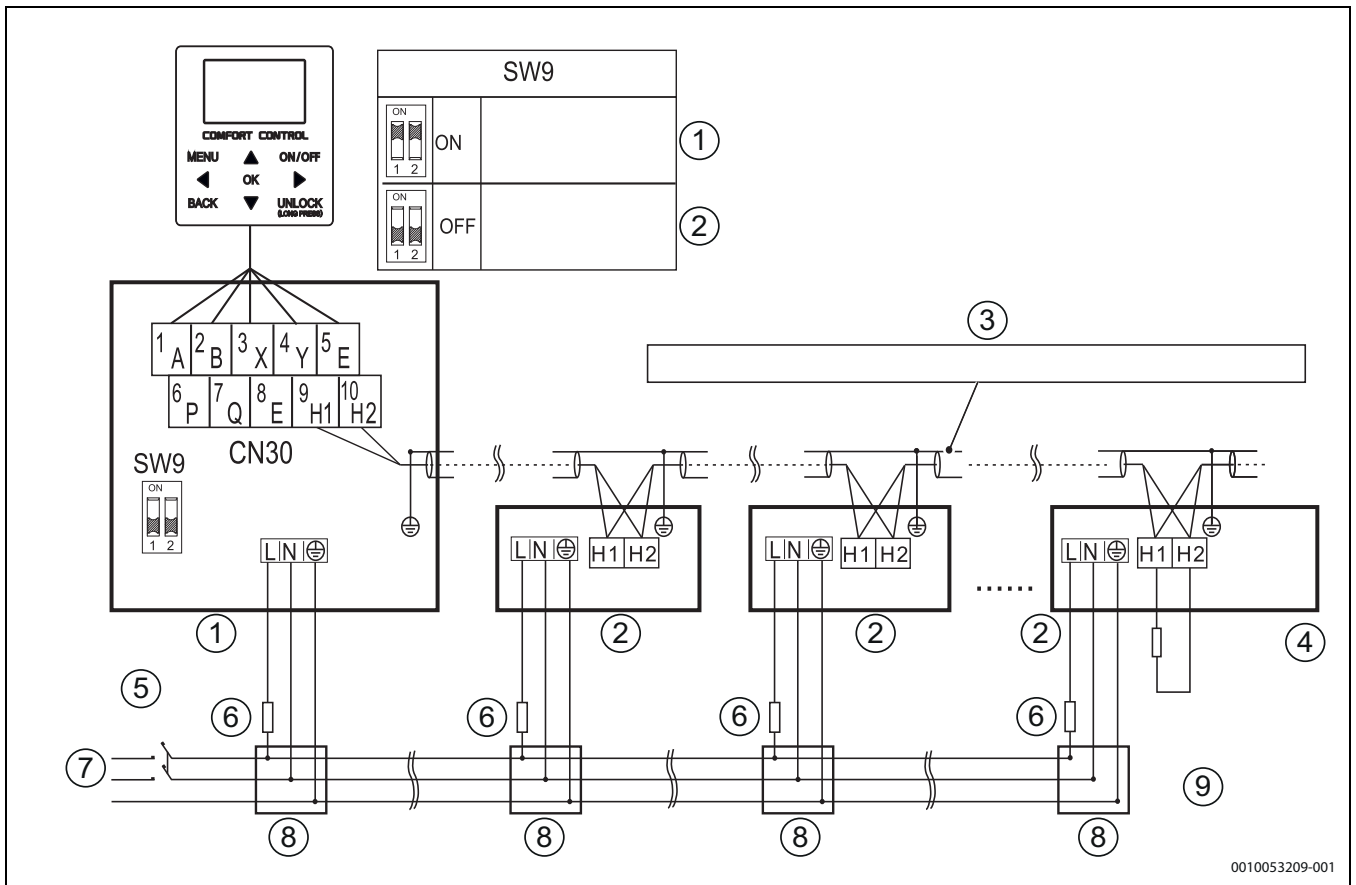 SW9
ON
1 2
ON
①
ON
1 2
OFF
②
COMFORT CONTROL
MENU ▲ ON/OFF
◀ OK ▶
BACK ▼ UNLOCK
(LONG PRESS)
③
1 A 2 B 3 X 4 Y 5 E
6 P 7 Q 8 E 9 H1 10 H2
CN30
SW9
ON
1 2
L N
L N
H1 H2
L N
H1 H2
......
L N
H1 H2
①
②
②
②
④
⑤
⑥
⑥
⑥
⑥
⑦
⑨
⑧
⑧
⑧
⑧
0010053209-001